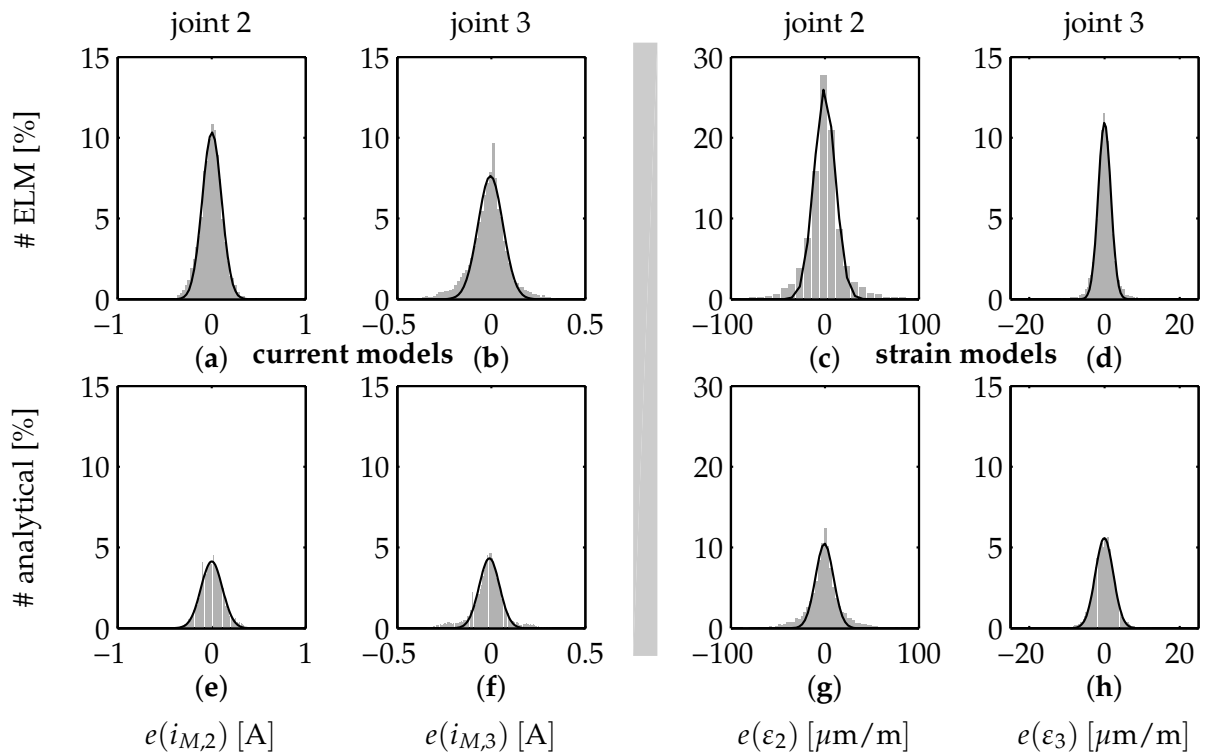 joint 2 joint 3 joint 2 joint 3
# ELM [%]
15 15 30 15
10 10 20 10
5 5 10 5
0 0 0 0
−1 0 1 −0.5 0 0.5 −100 0 100 −20 0 20
(a) current models (b) (c) strain models (d)
# analytical [%]
15 15 30 15
10 10 20 10
5 5 10 5
0 0 0 0
−1 0 1 −0.5 0 0.5 −100 0 100 −20 0 20
(e) (f) (g) (h)
e(i_{M,2}) [A] e(i_{M,3}) [A] e(ε_2) [μm/m] e(ε_3) [μm/m]